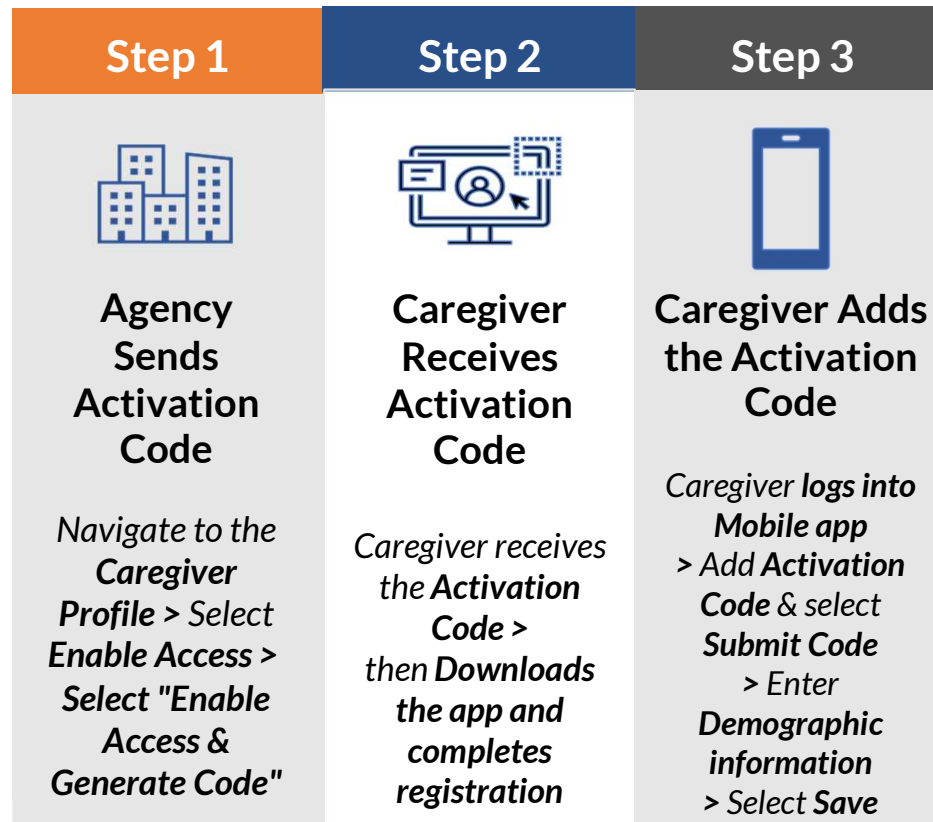 Step 1
Agency
Sends
Activation
Code
Navigate to the
Caregiver
Profile > Select
Enable Access >
Select "Enable
Access &
Generate Code"
Step 2
Caregiver
Receives
Activation
Code
Caregiver receives
the Activation
Code >
then Downloads
the app and
completes
registration
Step 3
Caregiver Adds
the Activation
Code
Caregiver logs into
Mobile app
> Add Activation
Code & select
Submit Code
> Enter
Demographic
information
> Select Save